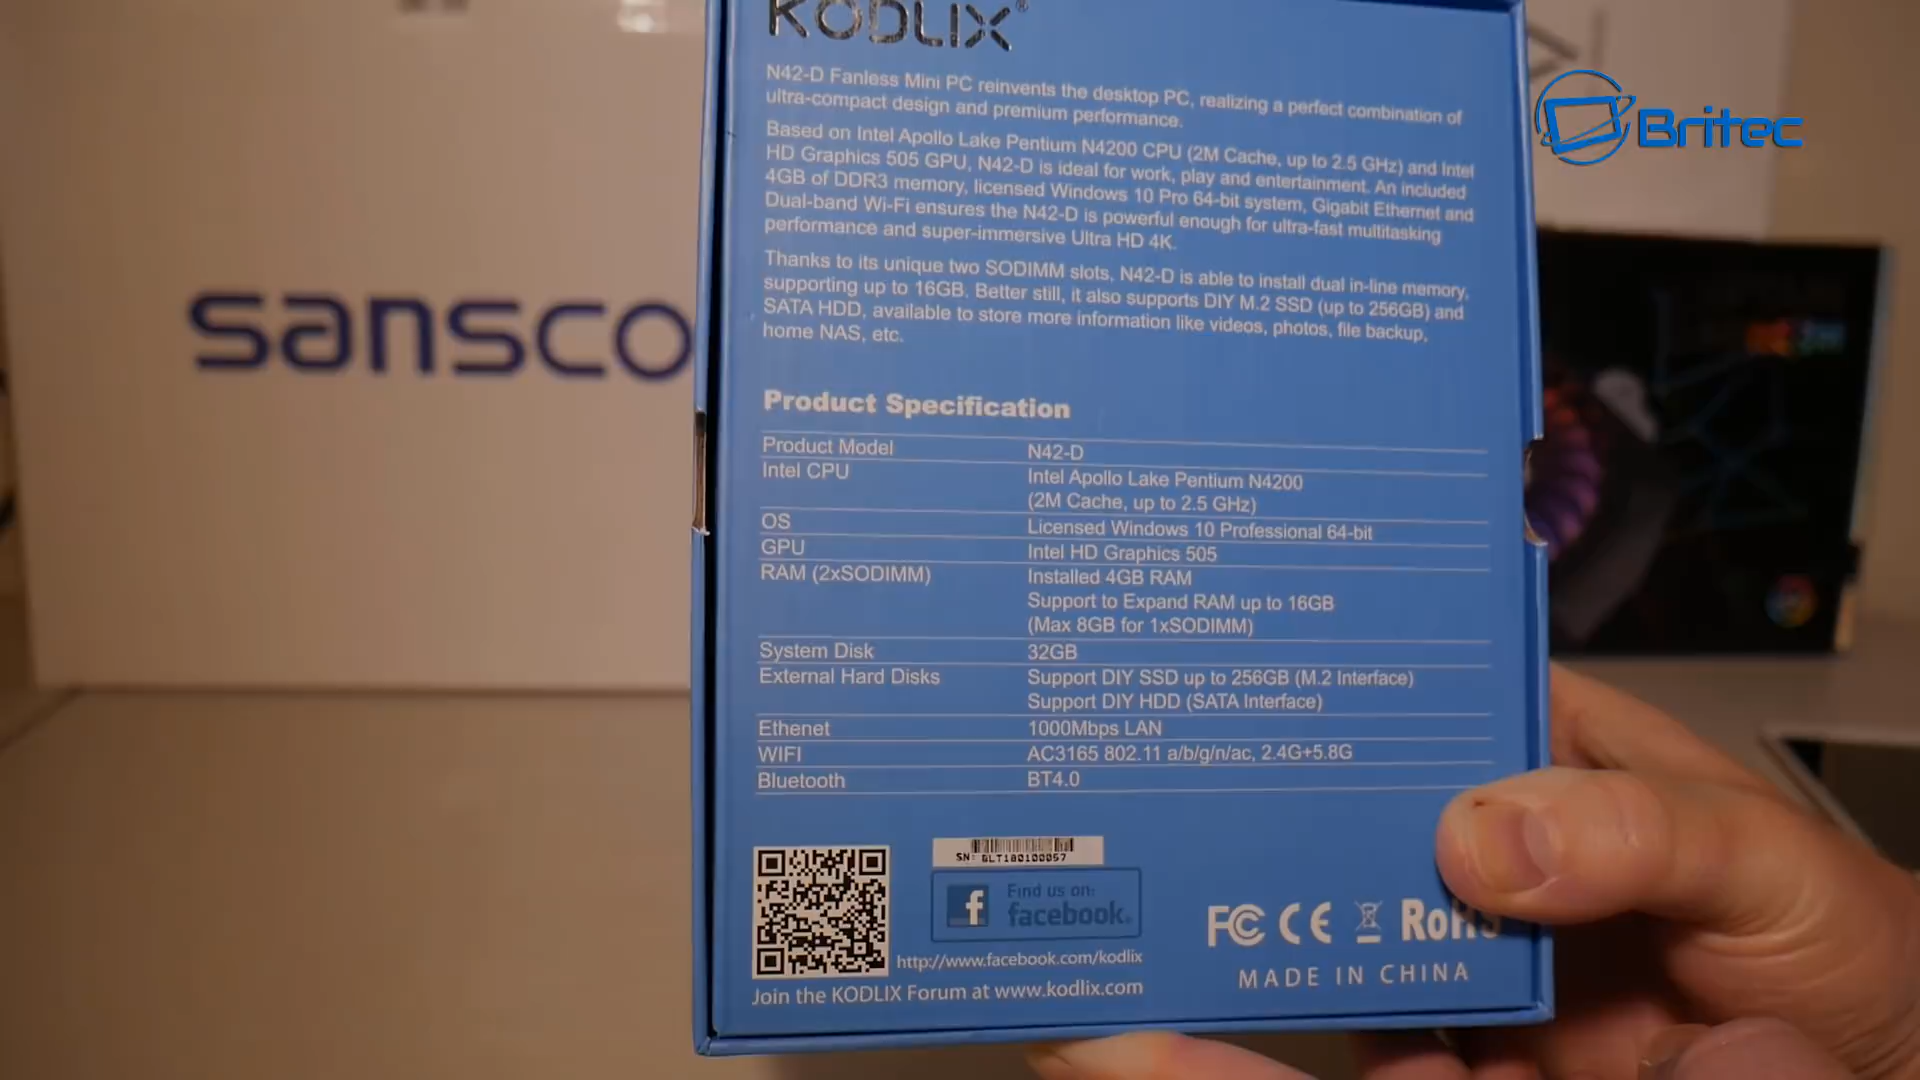 KODLIX®
N42-D Fanless Mini PC reinvents the desktop PC, realizing a perfect combination of
ultra-compact design and premium performance.
Based on Intel Apollo Lake Pentium N4200 CPU (2M Cache, up to 2.5 GHz) and Intel
HD Graphics 505 GPU, N42-D is ideal for work, play and entertainment. An included
4GB of DDR3 memory, licensed Windows 10 Pro 64-bit system, Gigabit Ethernet and
Dual-band Wi-Fi ensures the N42-D is powerful enough for ultra-fast multitasking
performance and super-immersive Ultra HD 4K.
Thanks to its unique two SODIMM slots, N42-D is able to install dual in-line memory,
supporting up to 16GB. Better still, it also supports DIY M.2 SSD (up to 256GB) and
SATA HDD, available to store more information like videos, photos, file backup,
home NAS, etc.
Britec
sansco
Product Specification
Product Model N42-D
Intel CPU Intel Apollo Lake Pentium N4200
(2M Cache, up to 2.5 GHz)
OS Licensed Windows 10 Professional 64-bit
GPU Intel HD Graphics 505
RAM (2xSODIMM) Installed 4GB RAM
Support to Expand RAM up to 16GB
(Max 8GB for 1xSODIMM)
System Disk 32GB
External Hard Disks Support DIY SSD up to 256GB (M.2 Interface)
Support DIY HDD (SATA Interface)
Ethenet 1000Mbps LAN
WIFI AC3165 802.11 a/b/g/n/ac, 2.4G+5.8G
Bluetooth BT4.0
SN: GLT180100057
f Find us on:
facebook.
http://www.facebook.com/kodlix
Join the KODLIX Forum at www.kodlix.com
FC CE RoHS
MADE IN CHINA